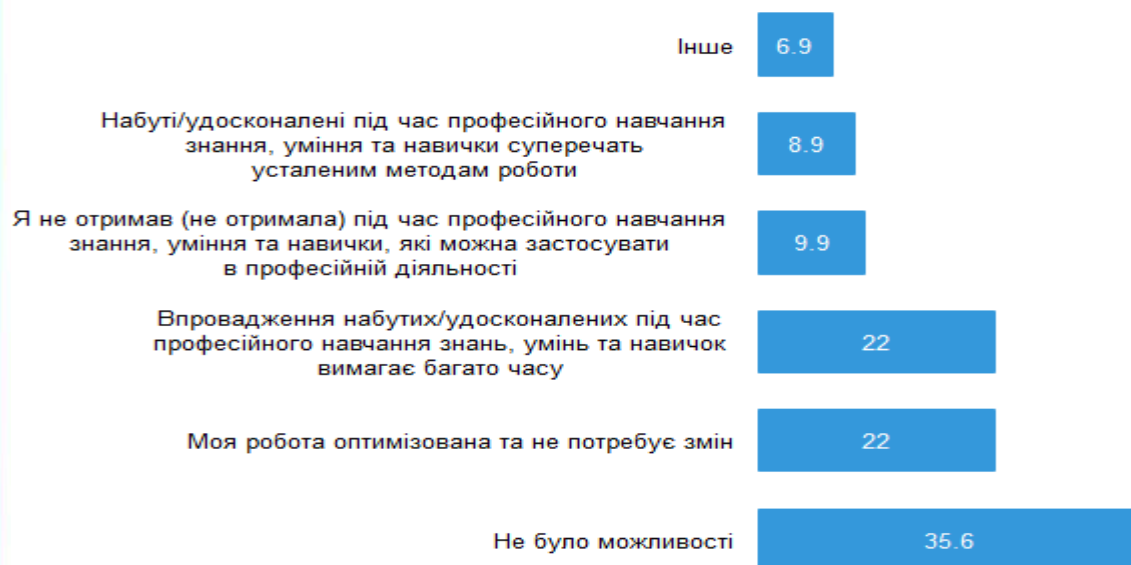 Інше
6.9
Набуті/удосконалені під час професійного навчання
знання, уміння та навички суперечать
усталеним методам роботи
8.9
Я не отримав (не отримала) під час професійного навчання
знання, уміння та навички, які можна застосувати
в професійній діяльності
9.9
Впровадження набутих/удосконалених під час
професійного навчання знань, умінь та навичок
вимагає багато часу
22
Моя робота оптимізована та не потребує змін
22
Не було можливості
35.6